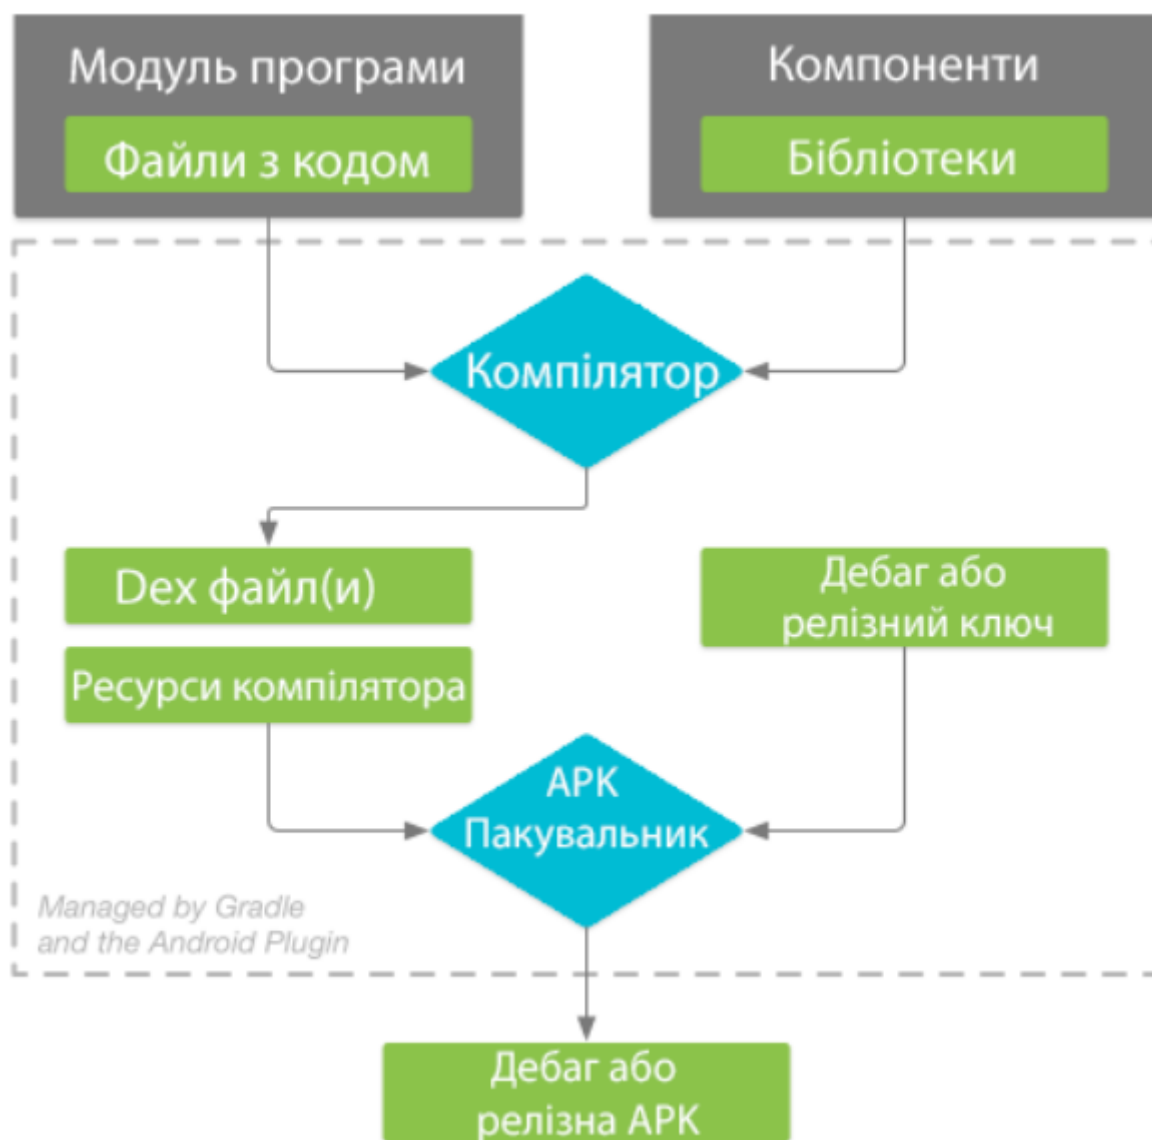 Модуль програми
Файли з кодом
Компоненти
Бібліотеки
Компілятор
Dex файл(и)
Ресурси компілятора
Дебаг або
релізний ключ
APK
Пакувальник
Managed by Gradle
and the Android Plugin
Дебаг або
релізна APK